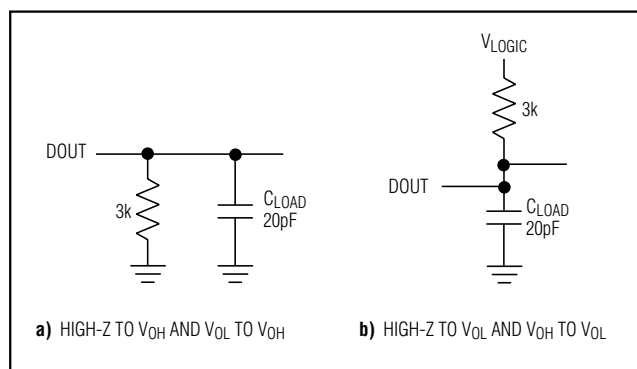 DOUT
3k
CLOAD
20pF
a) HIGH-Z TO VOH AND VOL TO VOH
VLOGIC
3k
DOUT
CLOAD
20pF
b) HIGH-Z TO VOL AND VOH TO VOL